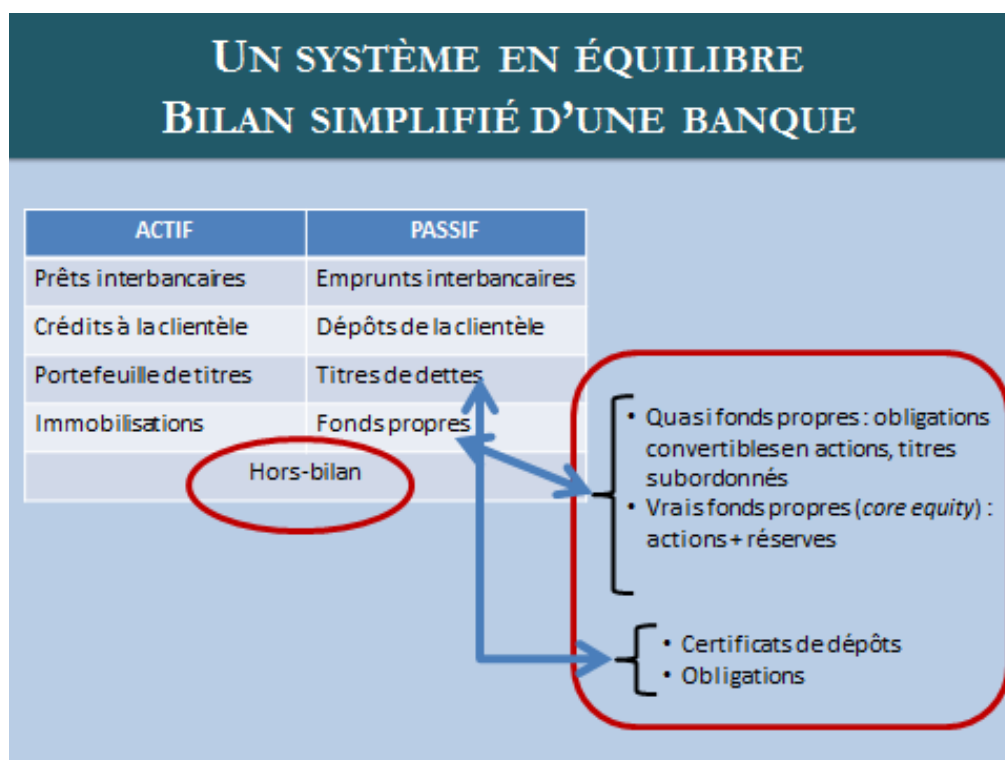 UN SYSTÈME EN ÉQUILIBRE
BILAN SIMPLIFIÉ D'UNE BANQUE
ACTIF PASSIF
Prêts interbancaires Emprunts interbancaires
Crédits à la clientèle Dépôts de la clientèle
Portefeuille de titres Titres de dettes
Immobilisations Fonds propres
Hors-bilan
• Quasi fonds propres : obligations
convertibles en actions, titres
subordonnés
• Vrais fonds propres (core equity) :
actions + réserves
• Certificats de dépôts
• Obligations